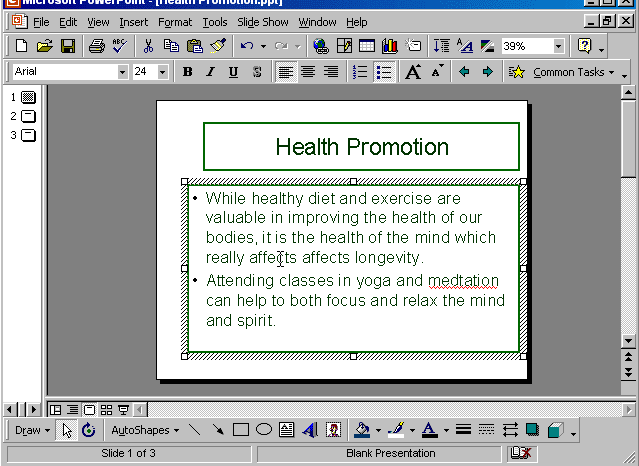 Microsoft PowerPoint - [Health Promotion.ppt]
File Edit View Insert Format Tools Slide Show Window Help
39%
Arial 24 B I U S A A Common Tasks
1
2
3
Health Promotion
• While healthy diet and exercise are
valuable in improving the health of our
bodies, it is the health of the mind which
really affects affects longevity.
• Attending classes in yoga and medtation
can help to both focus and relax the mind
and spirit.
Draw AutoShapes
Slide 1 of 3 Blank Presentation